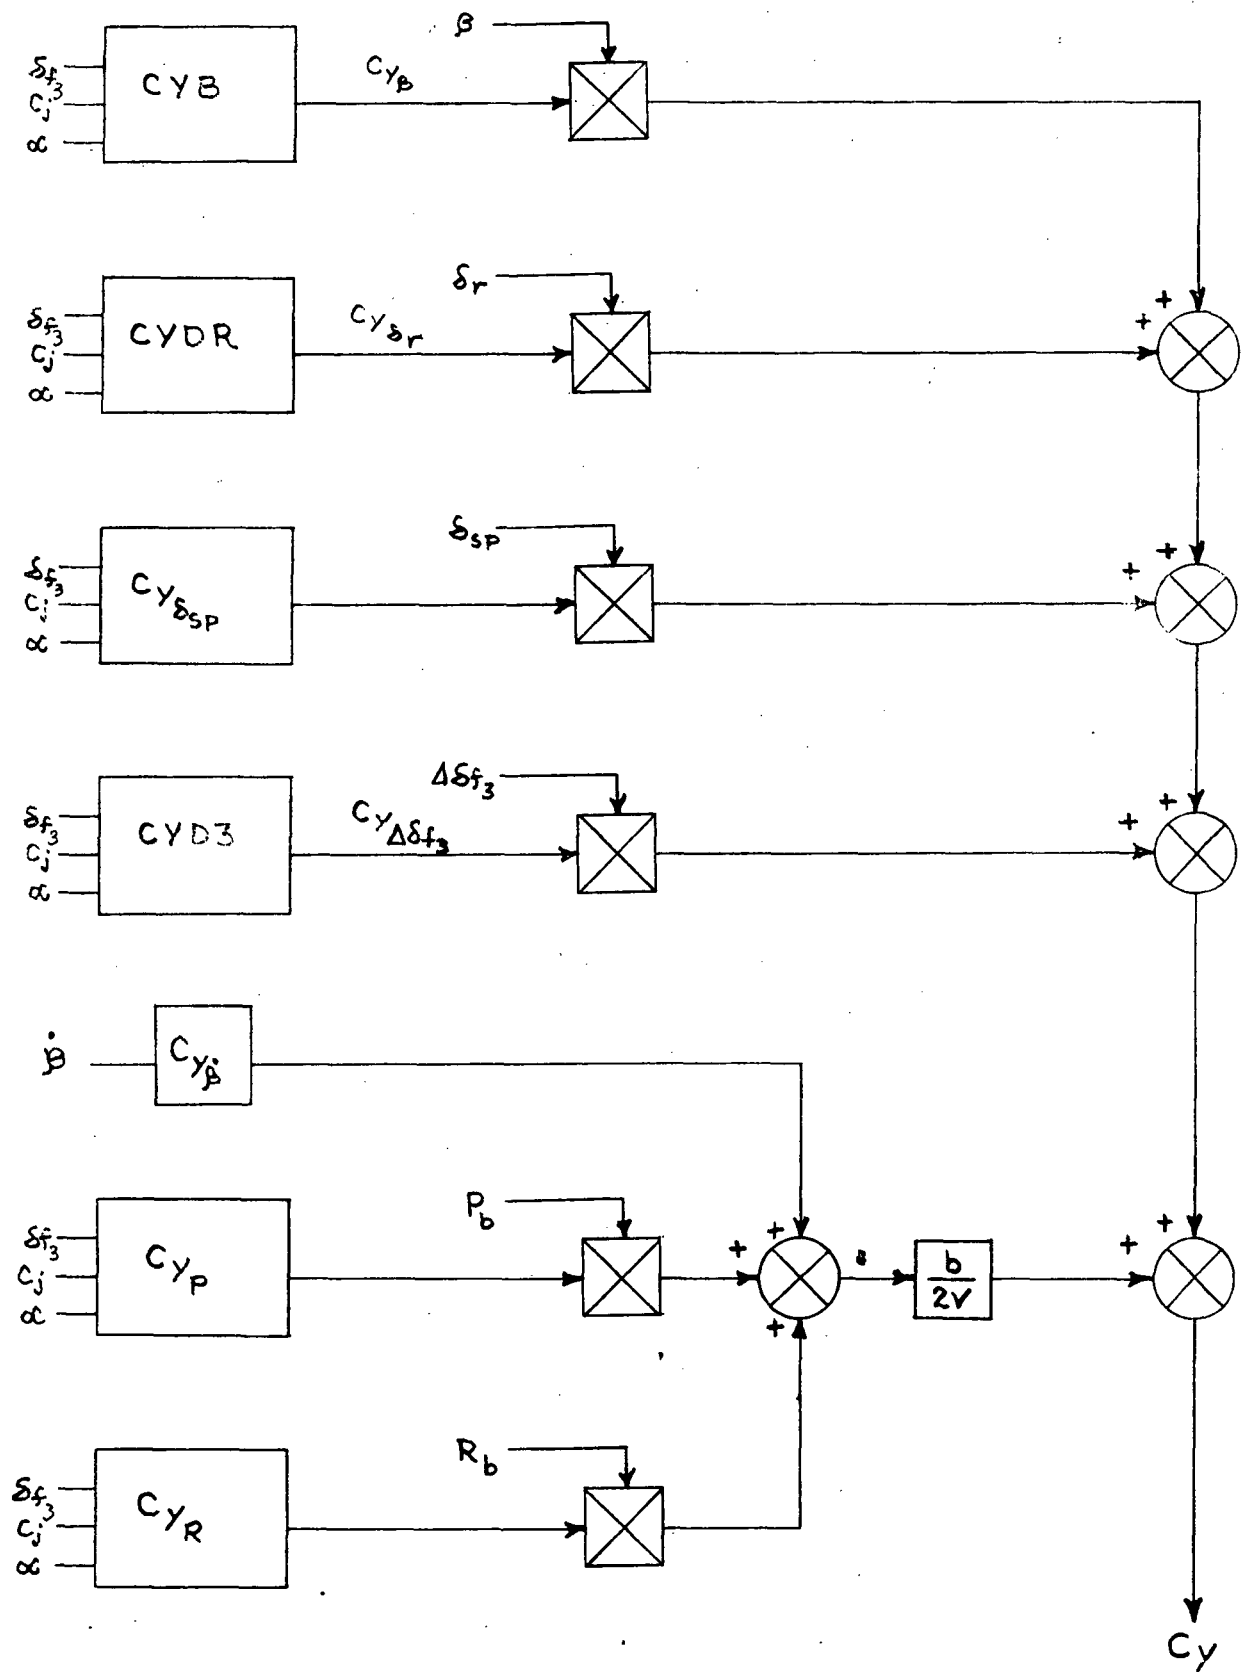 β
δf3
Cj
α
CYB
CYβ
+
+
δr
δf3
Cj
α
CYDR
CYδr
δSP
δf3
Cj
α
CYδSP
+
+
Δδf3
δf3
Cj
α
CYD3
CYΔδf3
+
+
β̇
CYβ̇
Pb
δf3
Cj
α
CYP
+
+
+
b
2V
+
+
Rb
δf3
Cj
α
CYR
CY